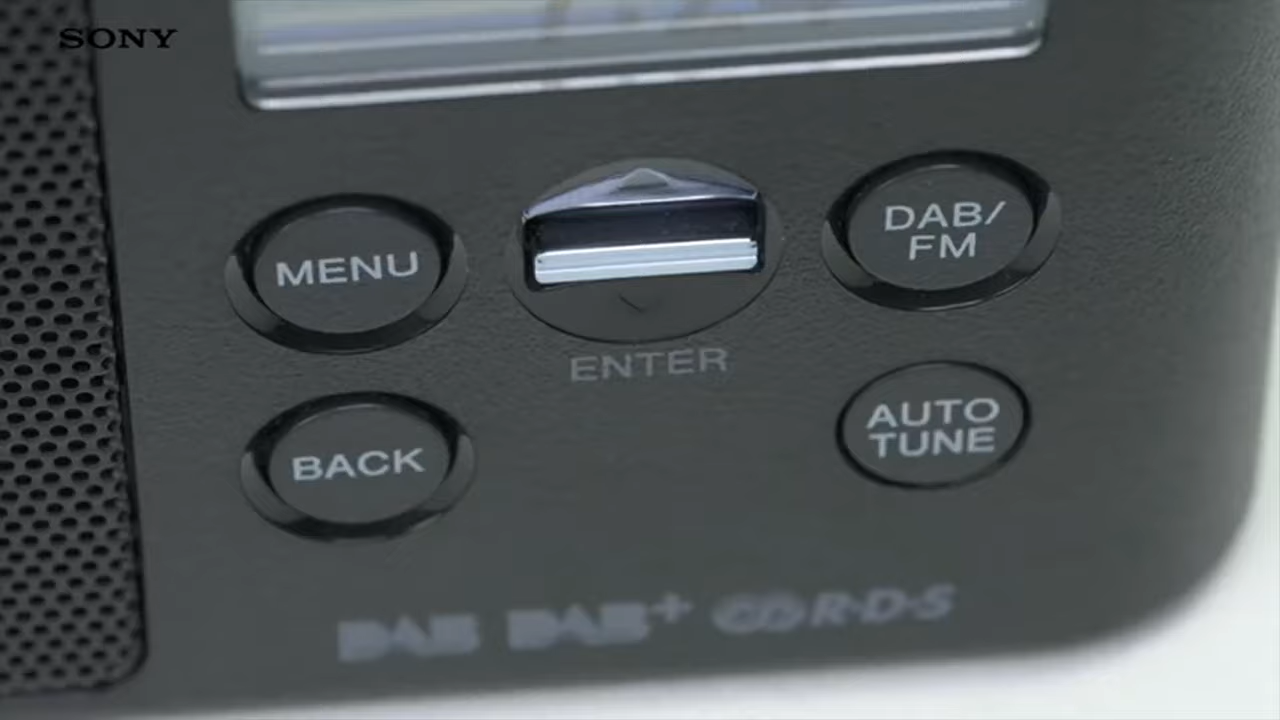 SONY
MENU
DAB/
FM
ENTER
BACK
AUTO
TUNE
DAB DAB+ R·D·S